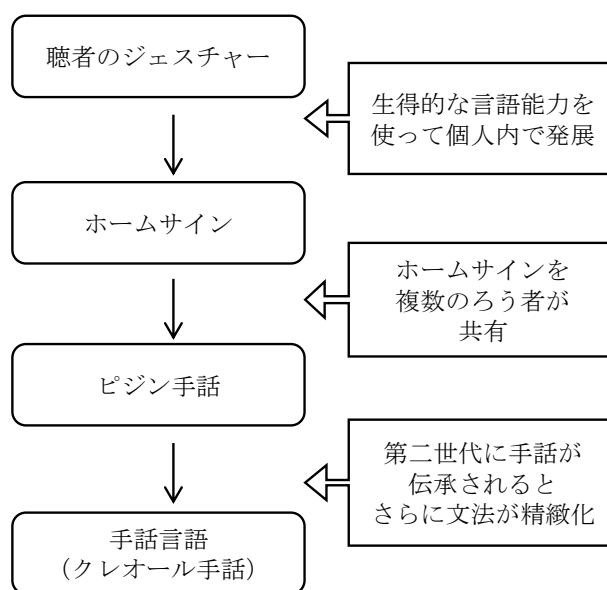 聴者のジェスチャー
生得的な言語能力を
使って個人内で発展
ホームサイン
ホームサインを
複数のろう者が
共有
ピジン手話
第二世代に手話が
伝承されると
さらに文法が精緻化
手話言語
（クレオール手話）